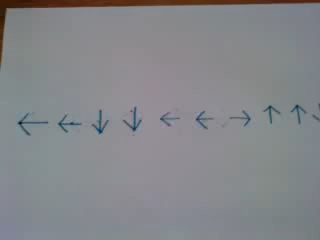 ← ← ↓ ↓ ← ← → ↑ ↑